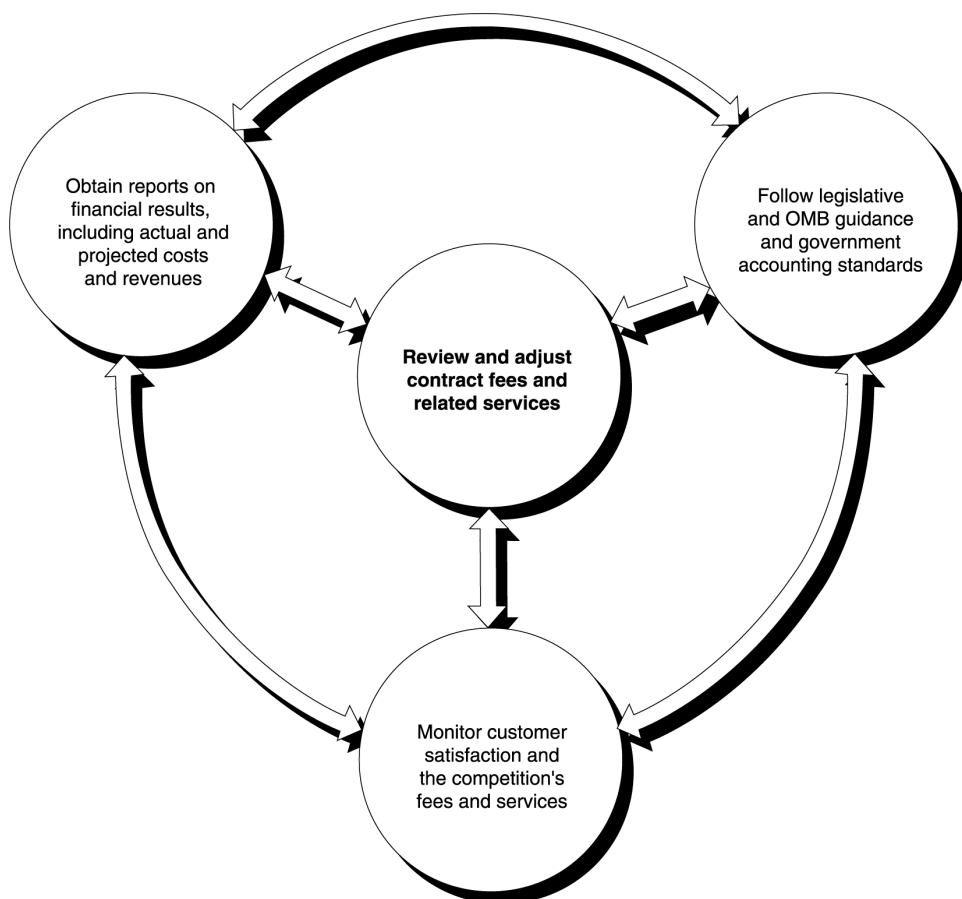 Obtain reports on
financial results,
including actual and
projected costs
and revenues
Follow legislative
and OMB guidance
and government
accounting standards
Review and adjust
contract fees and
related services
Monitor customer
satisfaction and
the competition's
fees and services